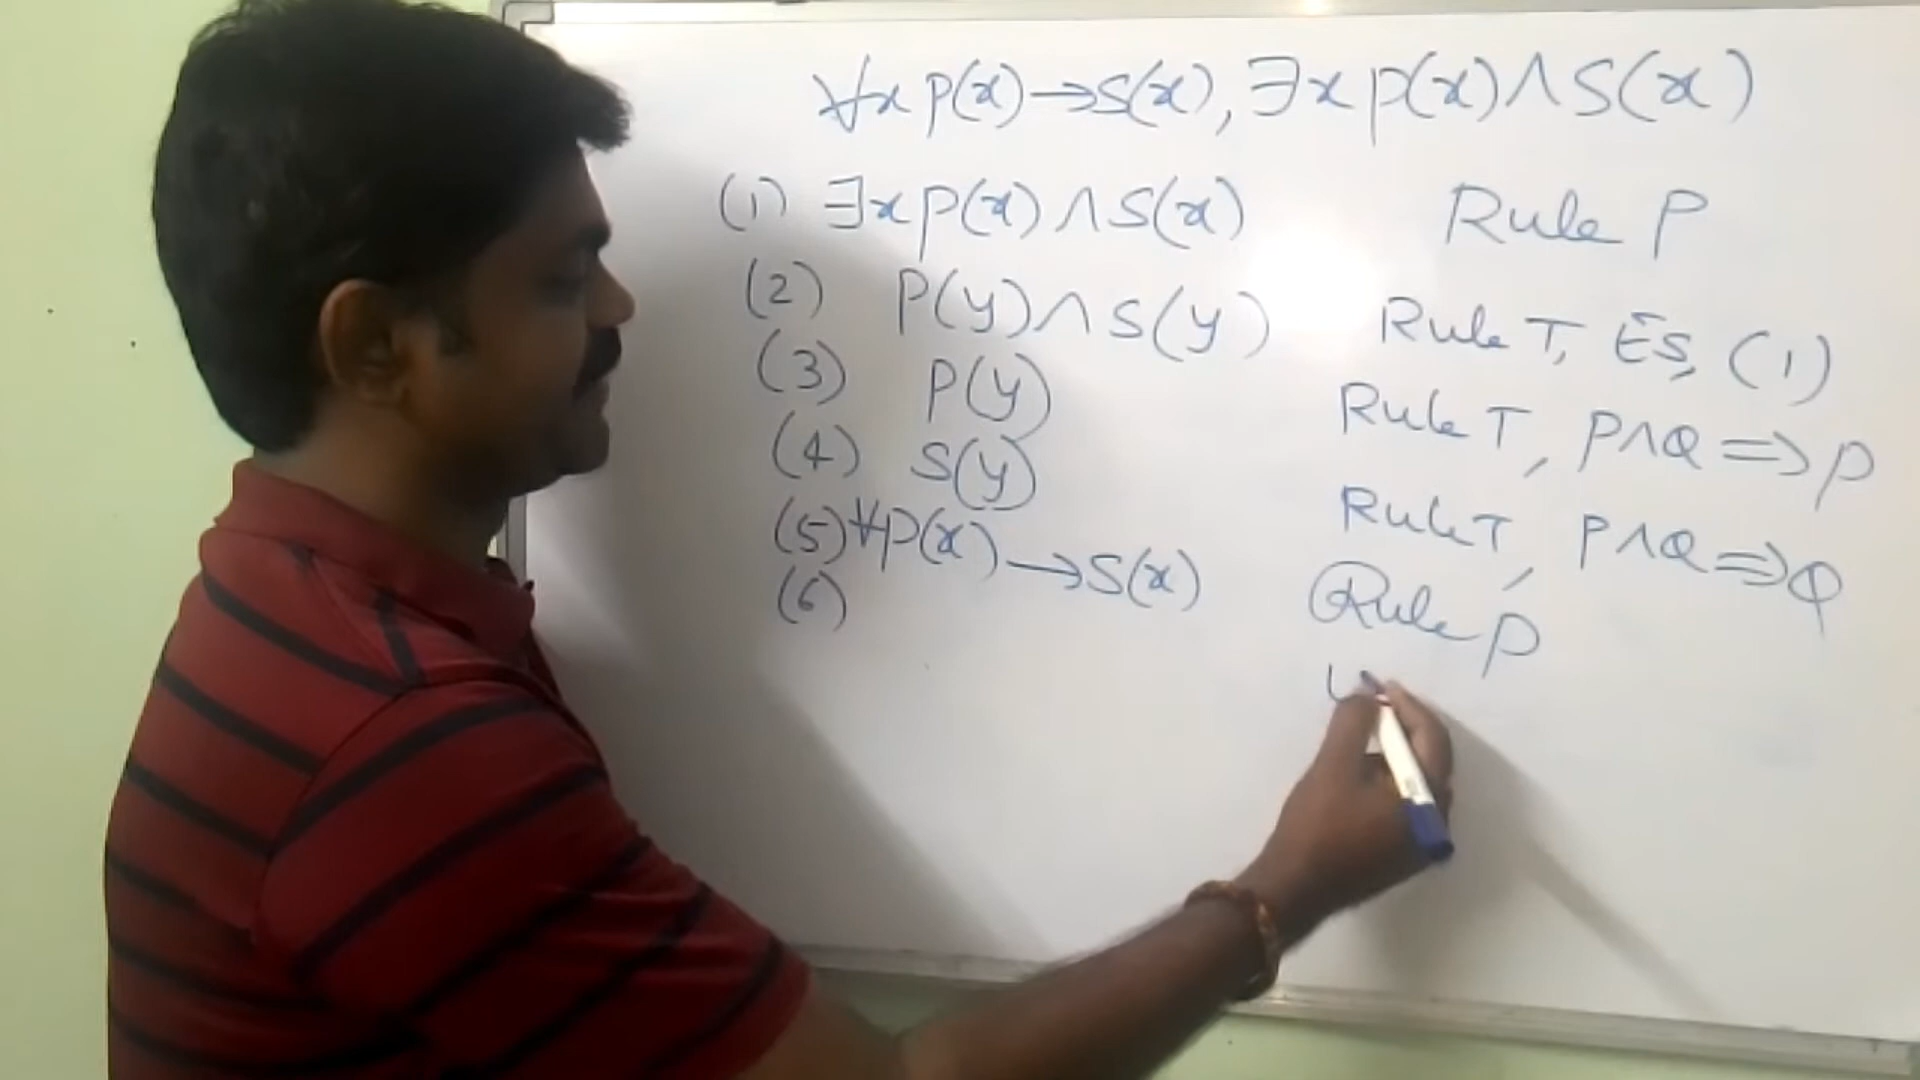 ∀x P(x)→S(x), ∃x P(x)∧S(x)
(1) ∃x P(x)∧S(x) Rule P
(2) P(y)∧S(y) Rule T, ES, (1)
(3) P(y) Rule T, P∧Q⇒P
(4) S(y) Rule T, P∧Q⇒Q
(5) ∀P(x)→S(x) Rule P
(6) U